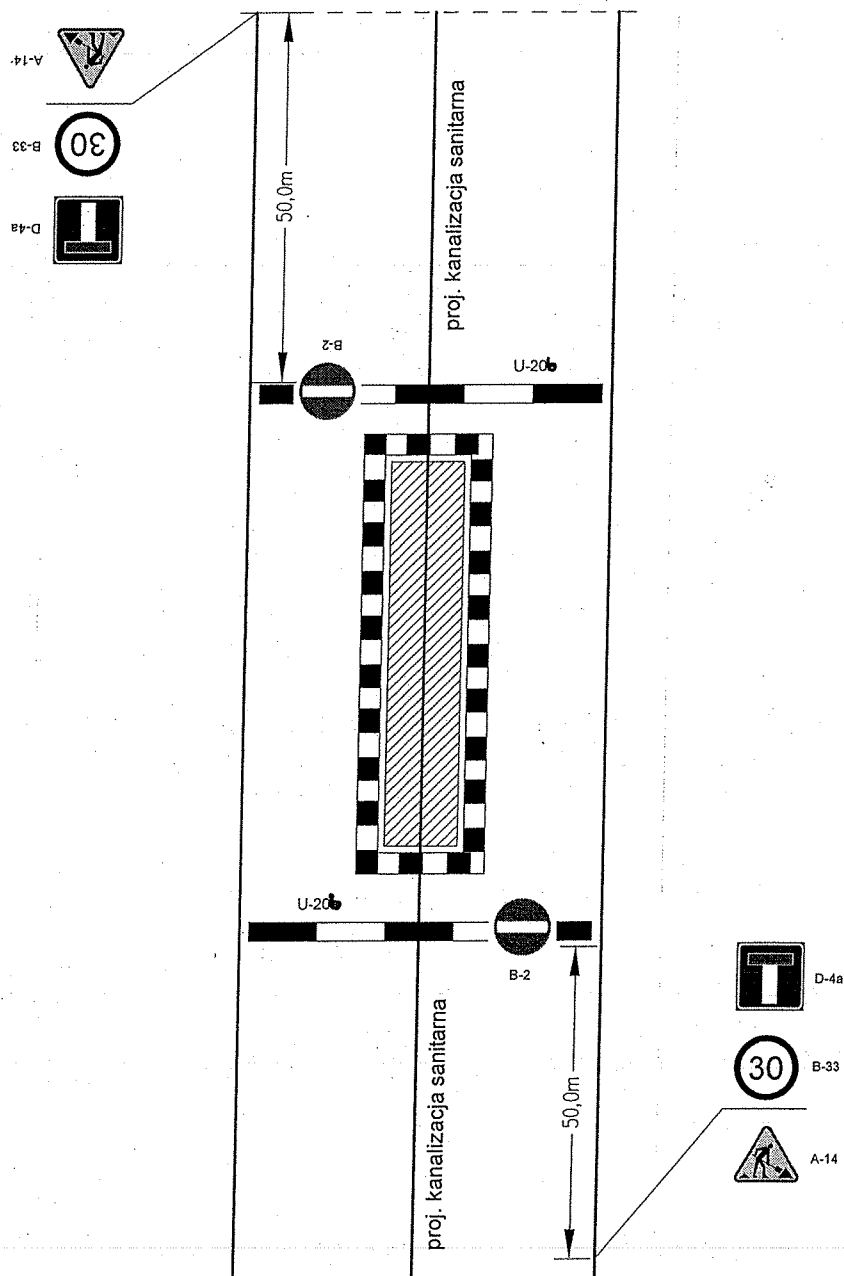 A-14
B-33
30
D-4a
50,0m
proj. kanalizacja sanitarna
B-2
U-20b
U-20b
B-2
proj. kanalizacja sanitarna
50,0m
D-4a
30
B-33
A-14